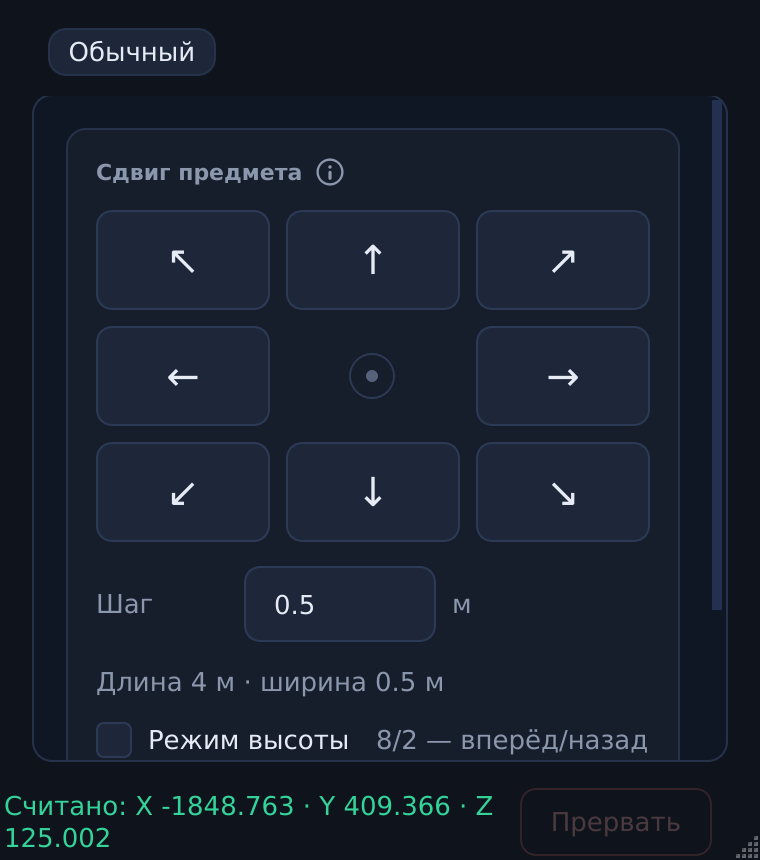 Обычный
Сдвиг предмета
↖ ↑ ↗
← →
↙ ↓ ↘
Шаг 0.5 м
Длина 4 м · ширина 0.5 м
Режим высоты 8/2 — вперёд/назад
Считано: X -1848.763 · Y 409.366 · Z
125.002
Прервать